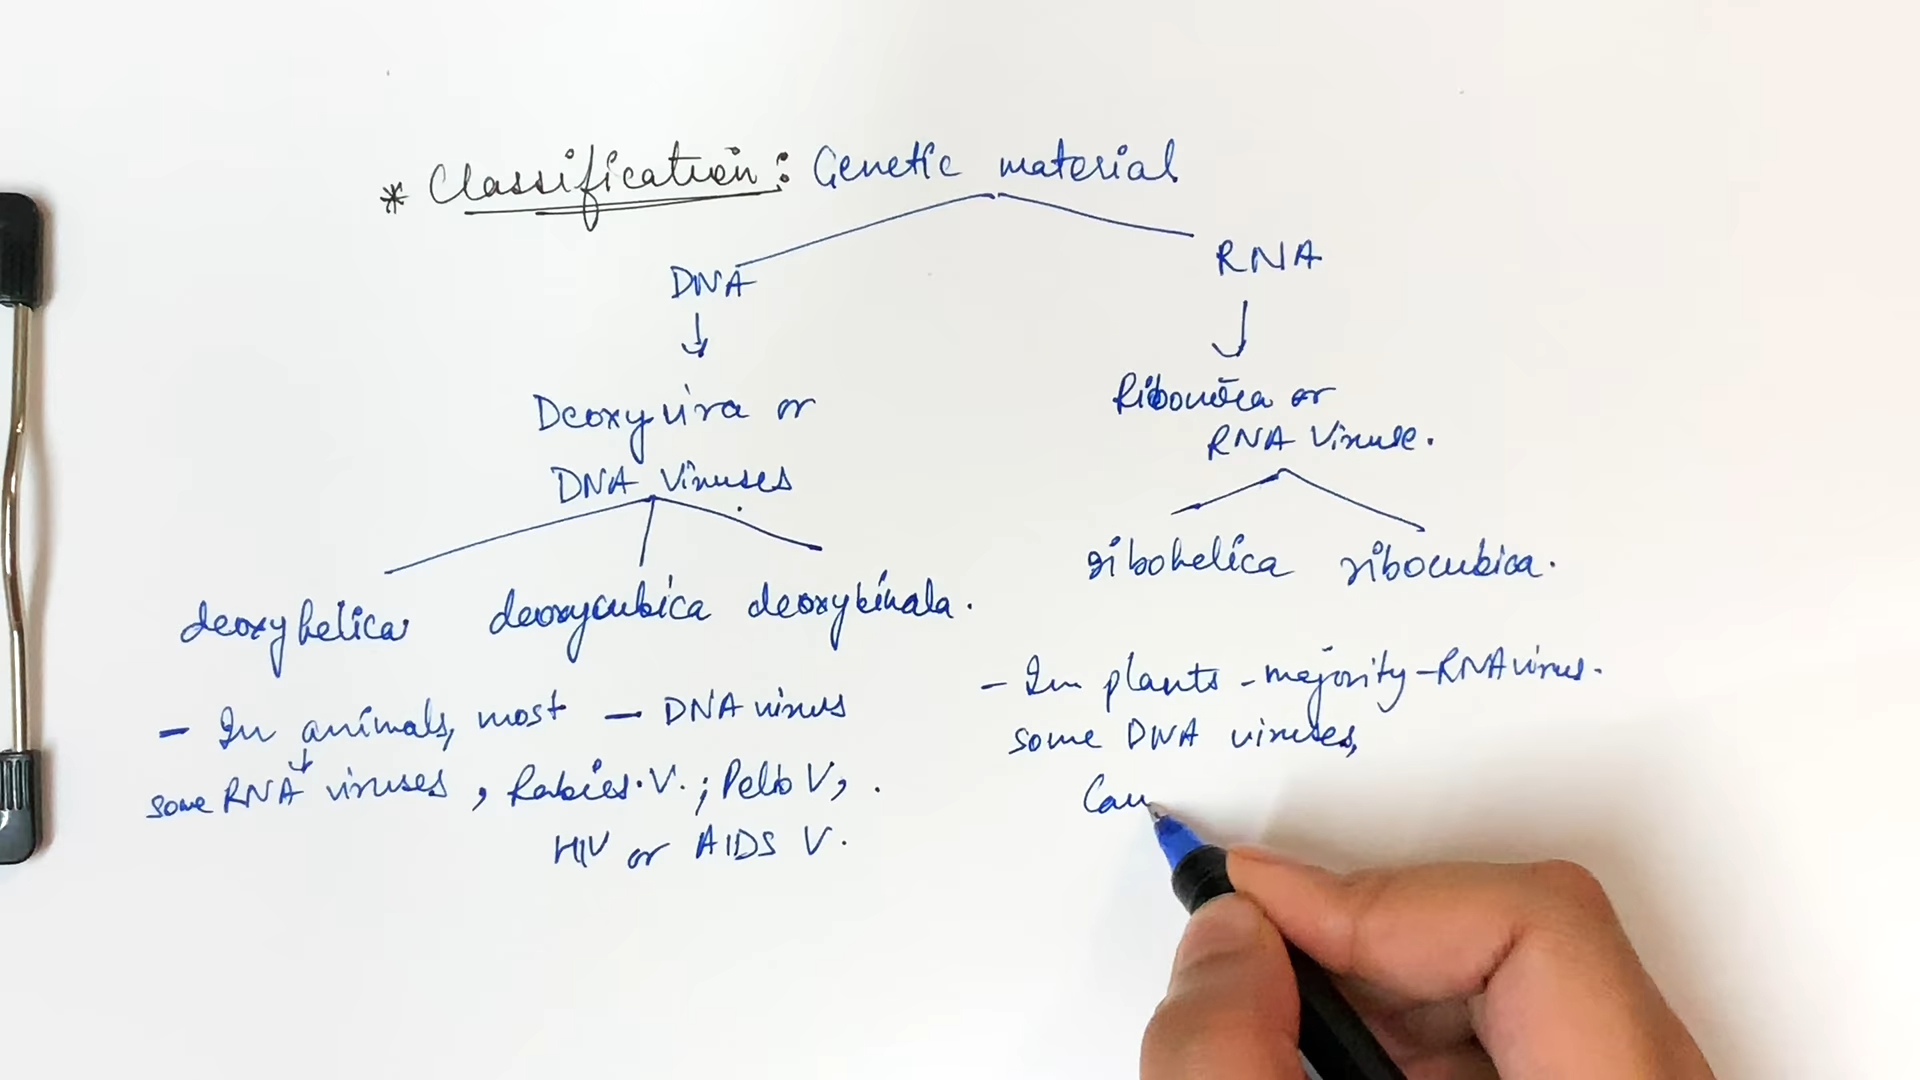 * Classification : Genetic material
DNA
RNA
Deoxyvira or
DNA Viruses
Ribovira or
RNA Viruse.
deoxyhelica deoxycubica deoxybinala.
ribohelica ribocubica.
- In animals, most - DNA virus
some RNA viruses, Rabies.V.; Polio V, .
HIV or AIDS V.
- In plants - majority - RNA virus.
some DNA viruses,
Cau